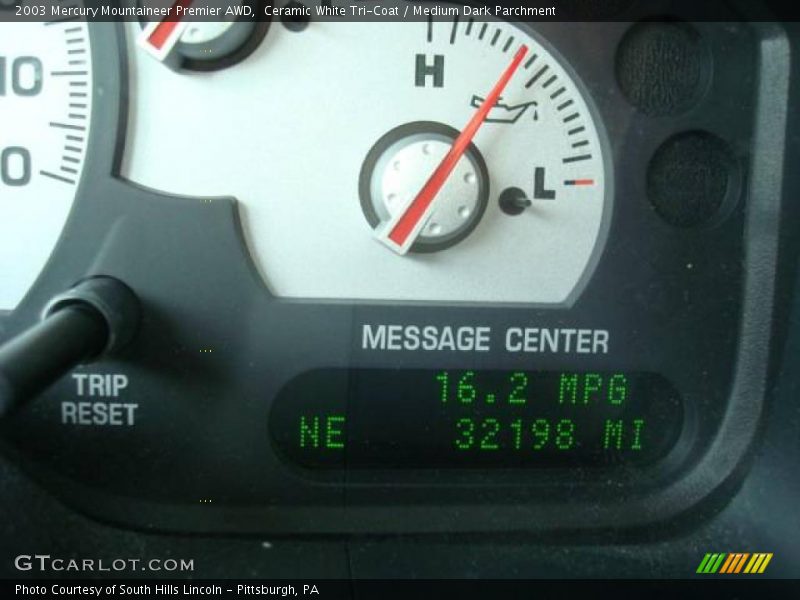 2003 Mercury Mountaineer Premier AWD, Ceramic White Tri-Coat / Medium Dark Parchment
H
L
MESSAGE CENTER
16.2 MPG
NE 32198 MI
TRIP
RESET
GTCARLOT.COM
Photo Courtesy of South Hills Lincoln - Pittsburgh, PA